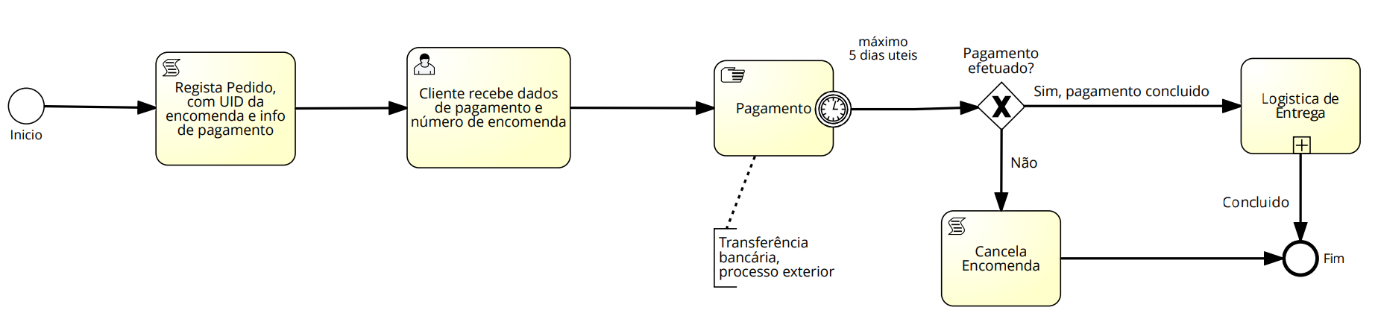 Inicio
Regista Pedido,
com UID da
encomenda e info
de pagamento
Cliente recebe dados
de pagamento e
número de encomenda
Pagamento
máximo
5 dias uteis
Transferência
bancária,
processo exterior
Pagamento
efetuado?
Sim, pagamento concluido
Não
Cancela
Encomenda
Logistica de
Entrega
Concluido
Fim